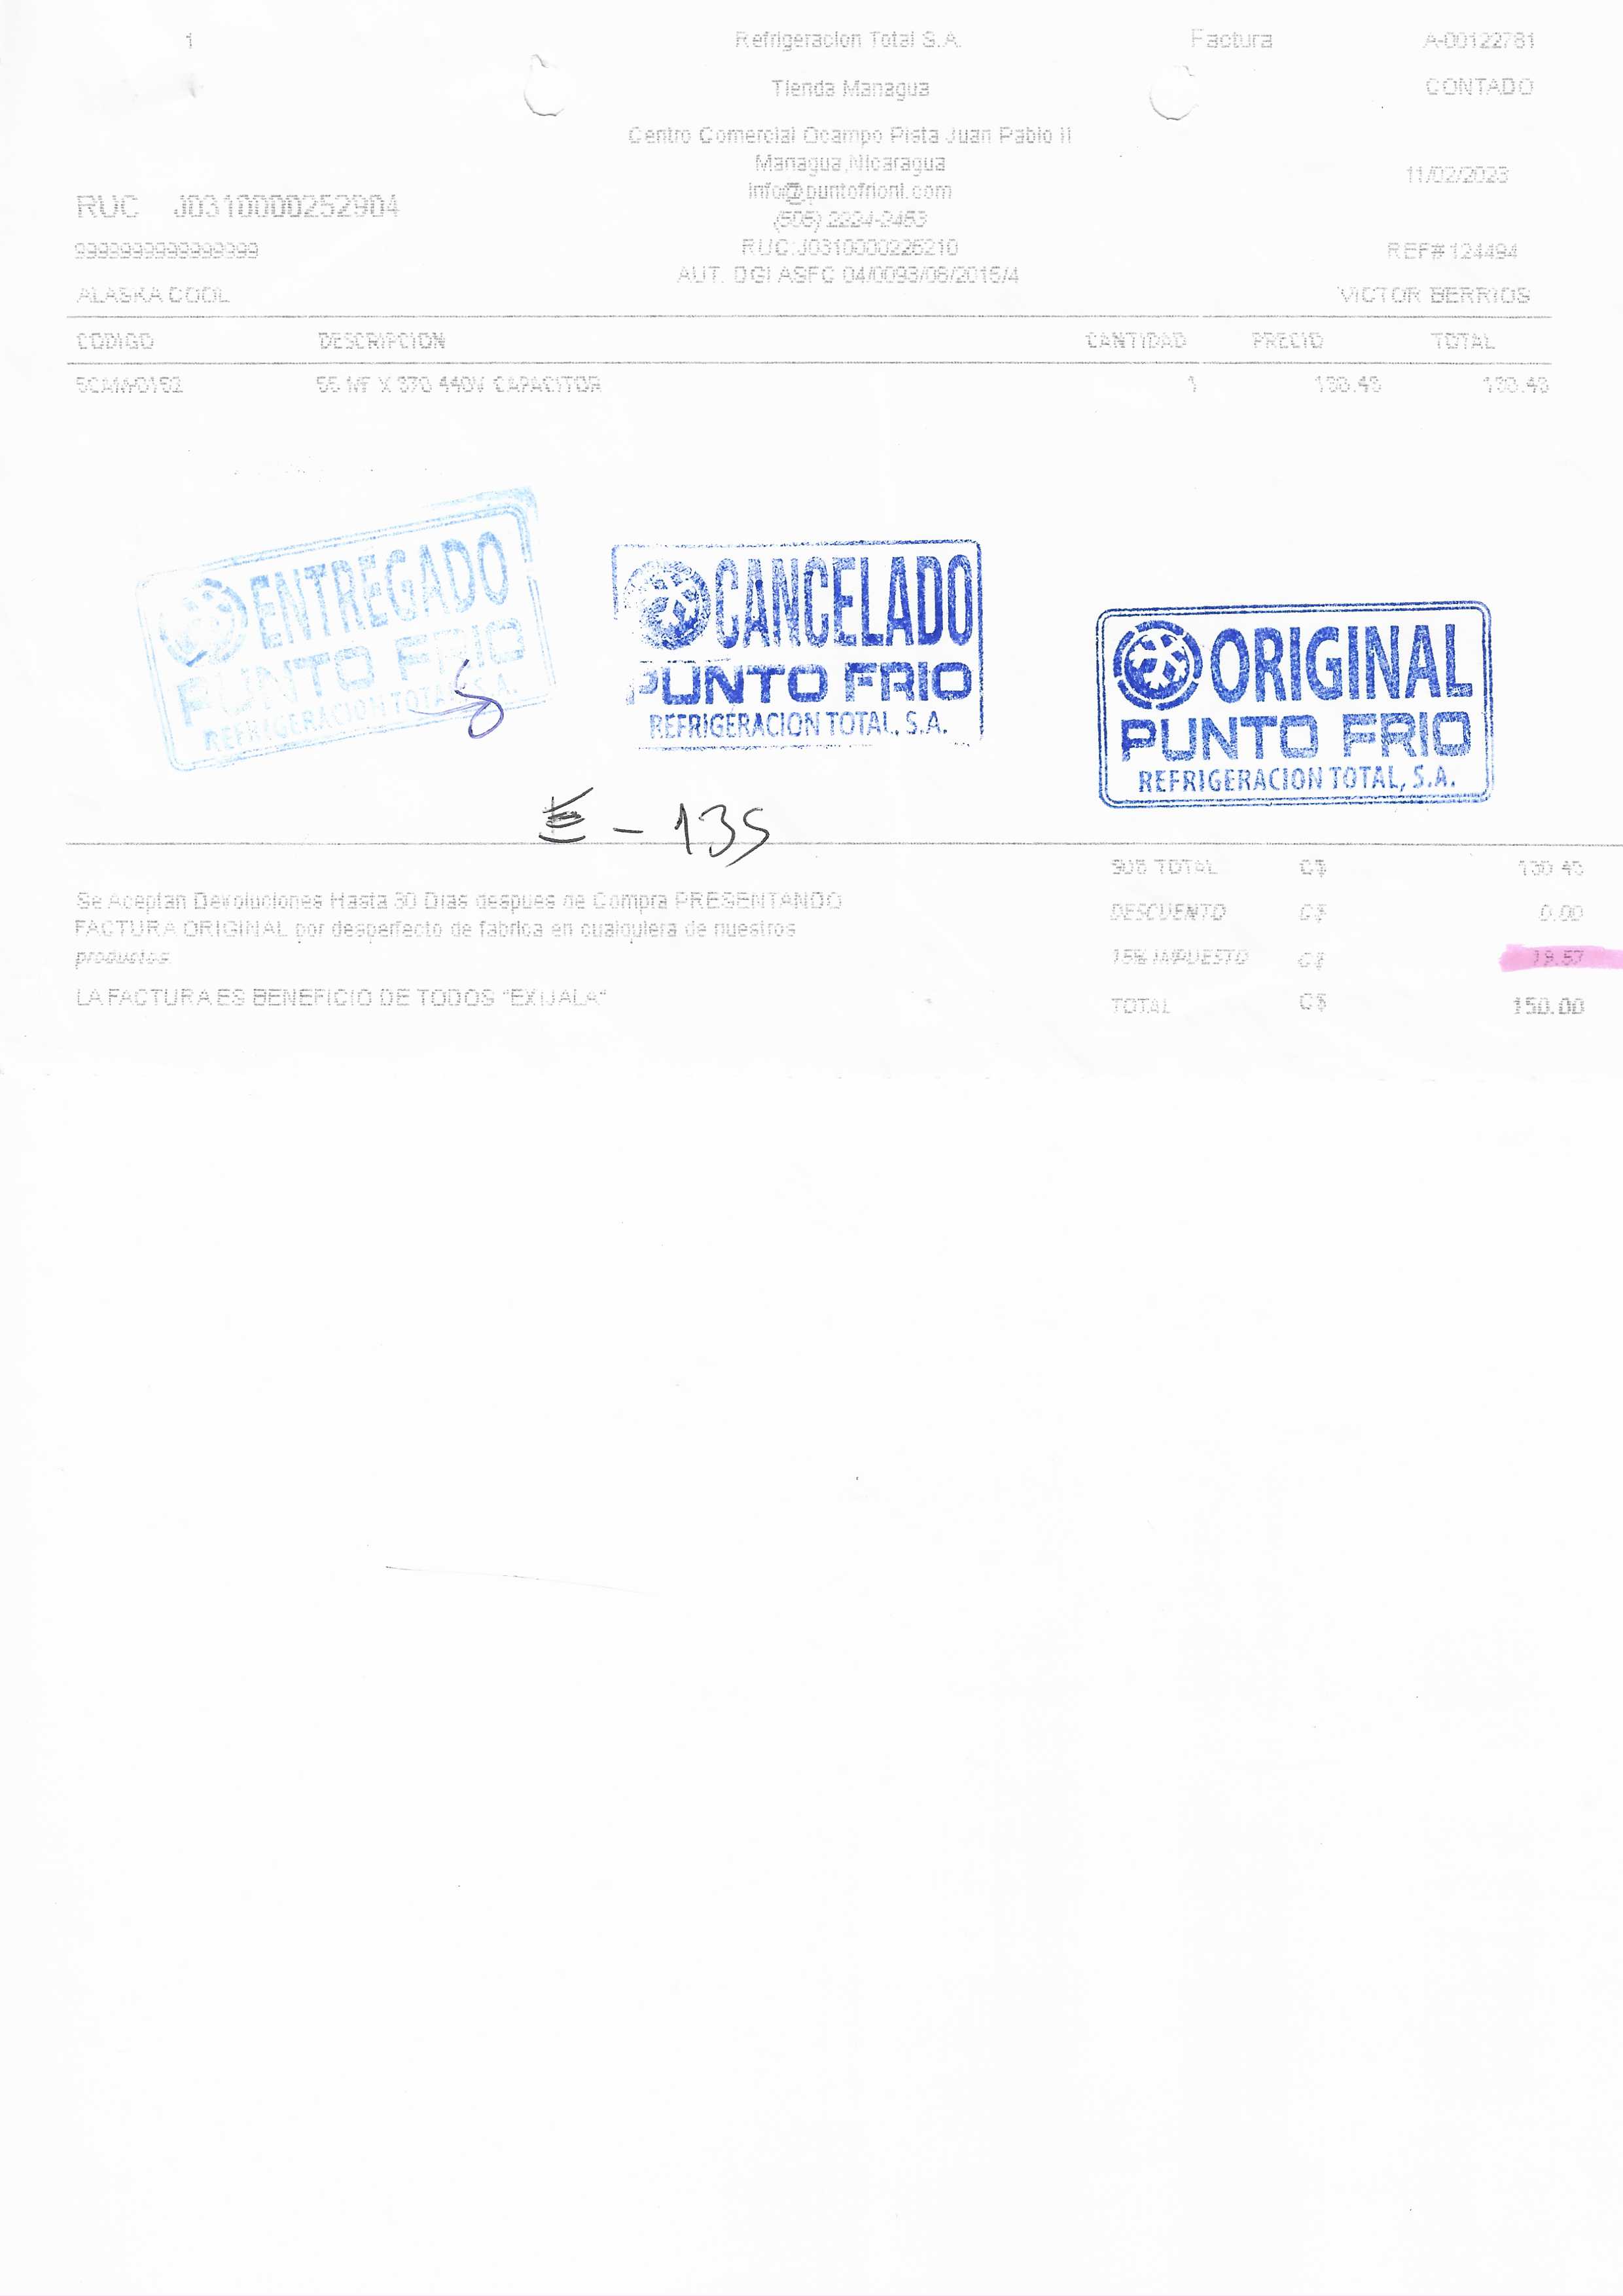 1
Refrigeracion Total S.A.
Factura
A-00122781
Tienda Managua
CONTADO
Centro Comercial Ocampo Pista Juan Pablo II
Managua,Nicaragua
11/02/2023
info@puntofrioni.com
RUC J0310000252904
(505) 2224-2463
RUC:J0310000226210
9999999999999999
REF#124494
AUT. DGI ASFC 04/0093/08/2015/4
ALASKA COOL
VICTOR BERRIOS
CODIGO DESCRIPCION CANTIDAD PRECIO TOTAL
55 MF X 370 440V CAPACITOR 1 130.43 130.43
ENTREGADO
PUNTO FRIO
REFRIGERACION TOTAL, S.A.
CANCELADO
PUNTO FRIO
REFRIGERACION TOTAL, S.A.
ORIGINAL
PUNTO FRIO
REFRIGERACION TOTAL, S.A.
E - 135
SUB TOTAL C$ 130.43
Se Aceptan Devoluciones Hasta 30 Dias despues de Compra PRESENTANDO
DESCUENTO C$ 0.00
FACTURA ORIGINAL por desperfecto de fabrica en cualquiera de nuestros
productos.
15% IMPUESTO C$ 19.57
LA FACTURA ES BENEFICIO DE TODOS "EXIJALA"
TOTAL C$ 150.00